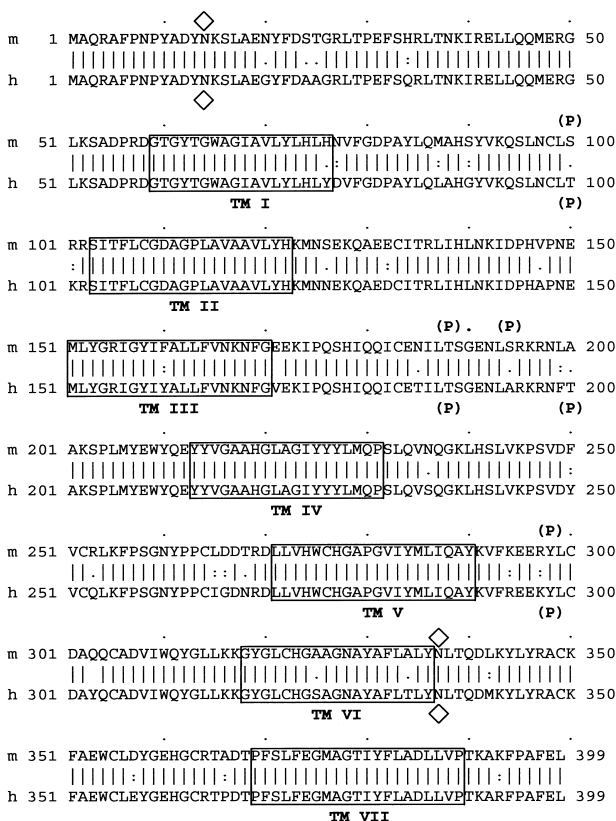 m 1 MAQRAFPNPYADYNKSLAENYFDSTGRLTPEFSHRLTNKIRELLQQMERG 50
h 1 MAQRAFPNPYADYNKSLAEGYFDAAGRLTPEFSQRLTNKIRELLQQMERG 50
(P)
m 51 LKSADPRDGTGYTGWAGIAVLYLHLHNVFGDPAYLQMAHSYVKQSLNCLS 100
h 51 LKSADPRDGTGYTGWAGIAVLYLHLYDVFGDPAYLQLAHGYVKQSLNCLT 100
TM I (P)
m 101 RRSITFLCGDAGPLAVAAVLYHKMNSEKQAEECITRLIHLNKIDPHVPNE 150
h 101 KRSITFLCGDAGPLAVAAVLYHKMNNEKQAEDCITRLIHLNKIDPHAPNE 150
TM II
(P). (P)
m 151 MLYGRIGYIFALLFVNKNFGEEKIPQSHIQQICENILTSGENLSRKRNLA 200
h 151 MLYGRIGYIYALLFVNKNFGVEKIPQSHIQQICETILTSGENLARKRNFT 200
TM III (P) (P)
m 201 AKSPLMYEWYQEYYVGAAHGLAGIYYYLMQPSLQVNQGKLHSLVKPSVDF 250
h 201 AKSPLMYEWYQEYYVGAAHGLAGIYYYLMQPSLQVSQGKLHSLVKPSVDY 250
TM IV
(P)
m 251 VCRLKFPSGNYPPCLDDTRDLLVHWCHGAPGVIYMLIQAYKVFKEERYLC 300
h 251 VCQLKFPSGNYPPCIGDNRDLLVHWCHGAPGVIYMLIQAYKVFREEKYLC 300
TM V (P)
m 301 DAQQCADVIWQYGLLKKGYGLCHGAAGNAYAFLALYNLTQDLKYLYRACK 350
h 301 DAYQCADVIWQYGLLKKGYGLCHGSAGNAYAFLTLYNLTQDMKYLYRACK 350
TM VI
m 351 FAEWCLDYGEHGCRTADTPFSLFEGMAGTIYFLADLLVPTKAKFPAFEL 399
h 351 FAEWCLEYGEHGCRTPDTPFSLFEGMAGTIYFLADLLVPTKARFPAFEL 399
TM VII